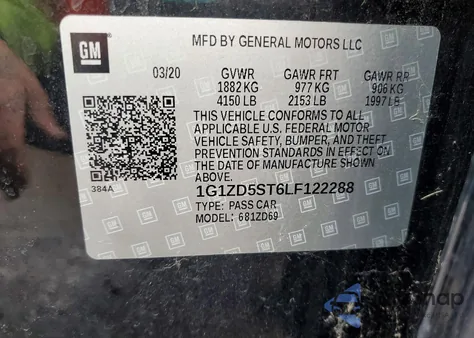 GM
MFD BY GENERAL MOTORS LLC
03/20 GVWR GAWR FRT GAWR RR
1882 KG 977 KG 906 KG
4150 LB 2153 LB 1997 LB
THIS VEHICLE CONFORMS TO ALL
APPLICABLE U.S. FEDERAL MOTOR
VEHICLE SAFETY, BUMPER, AND THEFT
PREVENTION STANDARDS IN EFFECT ON
THE DATE OF MANUFACTURE SHOWN
ABOVE.
384A
1G1ZD5ST6LF122288
TYPE: PASS CAR
MODEL: 681ZD69